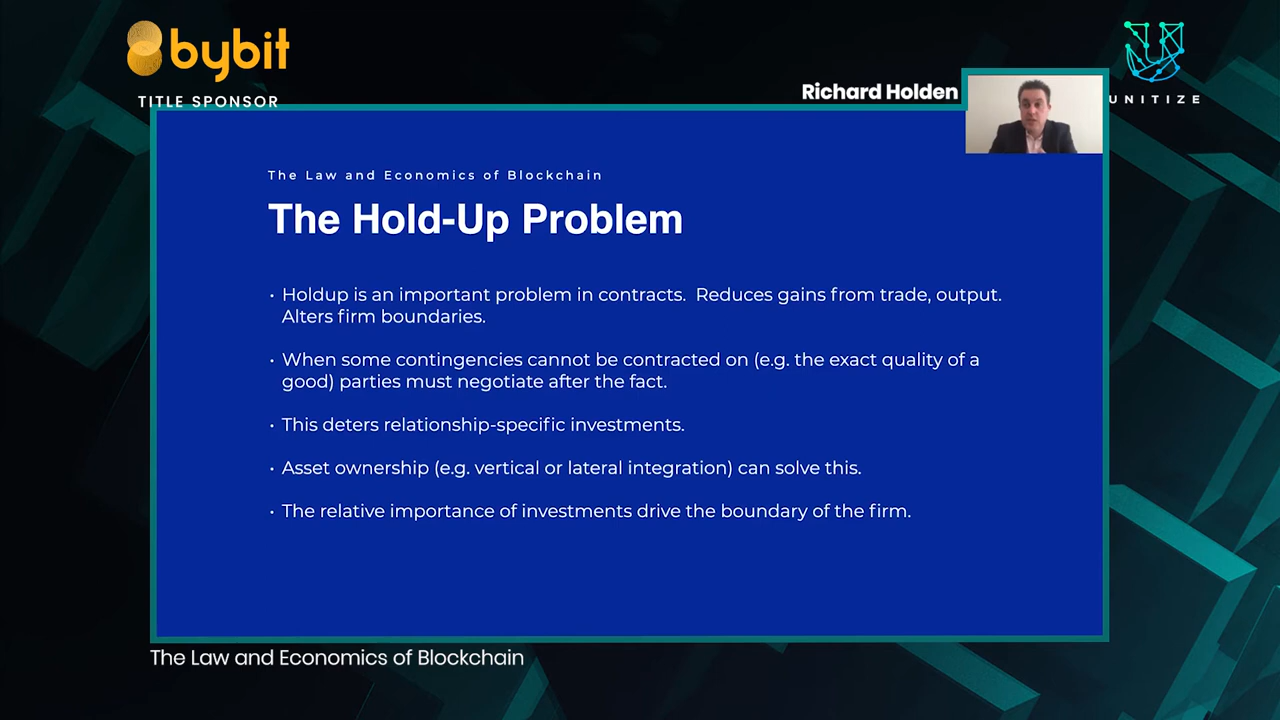 bybit
TITLE SPONSOR
Richard Holden
UNITIZE
The Law and Economics of Blockchain
The Hold-Up Problem
• Holdup is an important problem in contracts. Reduces gains from trade, output.
Alters firm boundaries.
• When some contingencies cannot be contracted on (e.g. the exact quality of a
good) parties must negotiate after the fact.
• This deters relationship-specific investments.
• Asset ownership (e.g. vertical or lateral integration) can solve this.
• The relative importance of investments drive the boundary of the firm.
The Law and Economics of Blockchain